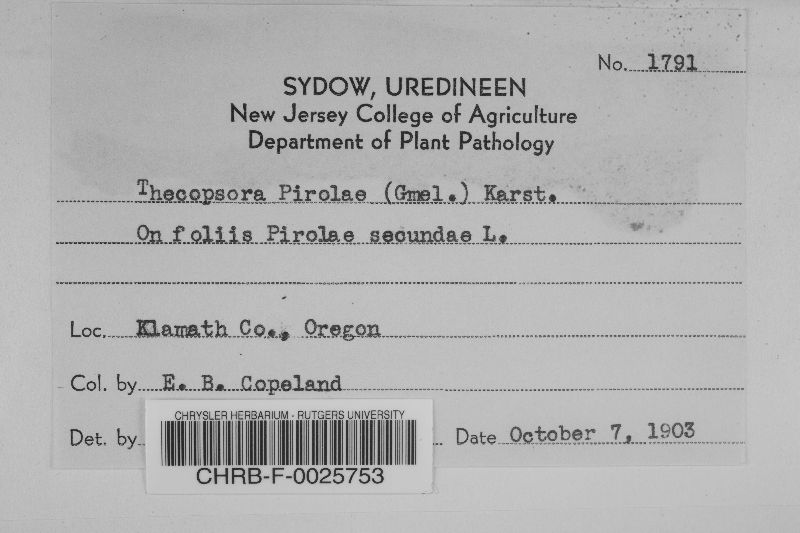 No. 1791
SYDOW, UREDINEEN
New Jersey College of Agriculture
Department of Plant Pathology
Thecopsora Pirolae (Gmel.) Karst.
On foliis Pirolae secundae L.
Loc. Klamath Co., Oregon
Col. by E. B. Copeland
Det. by
Date October 7, 1903
CHRYSLER HERBARIUM - RUTGERS UNIVERSITY
CHRB-F-0025753